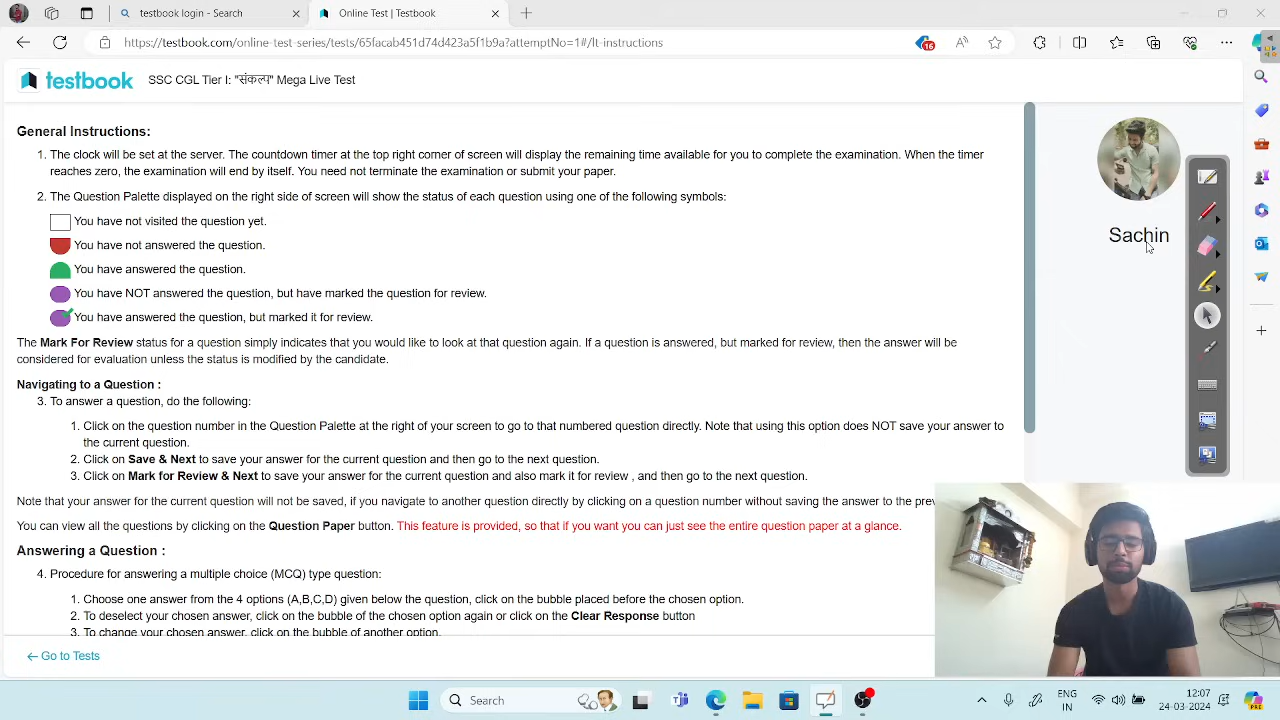 testbook login - Search
Online Test | Testbook
https://testbook.com/online-test-series/tests/65facab451d74d423a5f1b9a?attemptNo=1#/lt-instructions
16
testbook
SSC CGL Tier I: "संकल्प" Mega Live Test
General Instructions:
1. The clock will be set at the server. The countdown timer at the top right corner of screen will display the remaining time available for you to complete the examination. When the timer
reaches zero, the examination will end by itself. You need not terminate the examination or submit your paper.
2. The Question Palette displayed on the right side of screen will show the status of each question using one of the following symbols:
You have not visited the question yet.
You have not answered the question.
You have answered the question.
You have NOT answered the question, but have marked the question for review.
You have answered the question, but marked it for review.
The Mark For Review status for a question simply indicates that you would like to look at that question again. If a question is answered, but marked for review, then the answer will be
considered for evaluation unless the status is modified by the candidate.
Navigating to a Question :
3. To answer a question, do the following:
1. Click on the question number in the Question Palette at the right of your screen to go to that numbered question directly. Note that using this option does NOT save your answer to
the current question.
2. Click on Save & Next to save your answer for the current question and then go to the next question.
3. Click on Mark for Review & Next to save your answer for the current question and also mark it for review , and then go to the next question.
Note that your answer for the current question will not be saved, if you navigate to another question directly by clicking on a question number without saving the answer to the prev
You can view all the questions by clicking on the Question Paper button. This feature is provided, so that if you want you can just see the entire question paper at a glance.
Answering a Question :
4. Procedure for answering a multiple choice (MCQ) type question:
1. Choose one answer from the 4 options (A,B,C,D) given below the question, click on the bubble placed before the chosen option.
2. To deselect your chosen answer, click on the bubble of the chosen option again or click on the Clear Response button
3. To change your chosen answer, click on the bubble of another option.
Sachin
← Go to Tests
Search
ENG
IN
12:07
24-03-2024
PRE